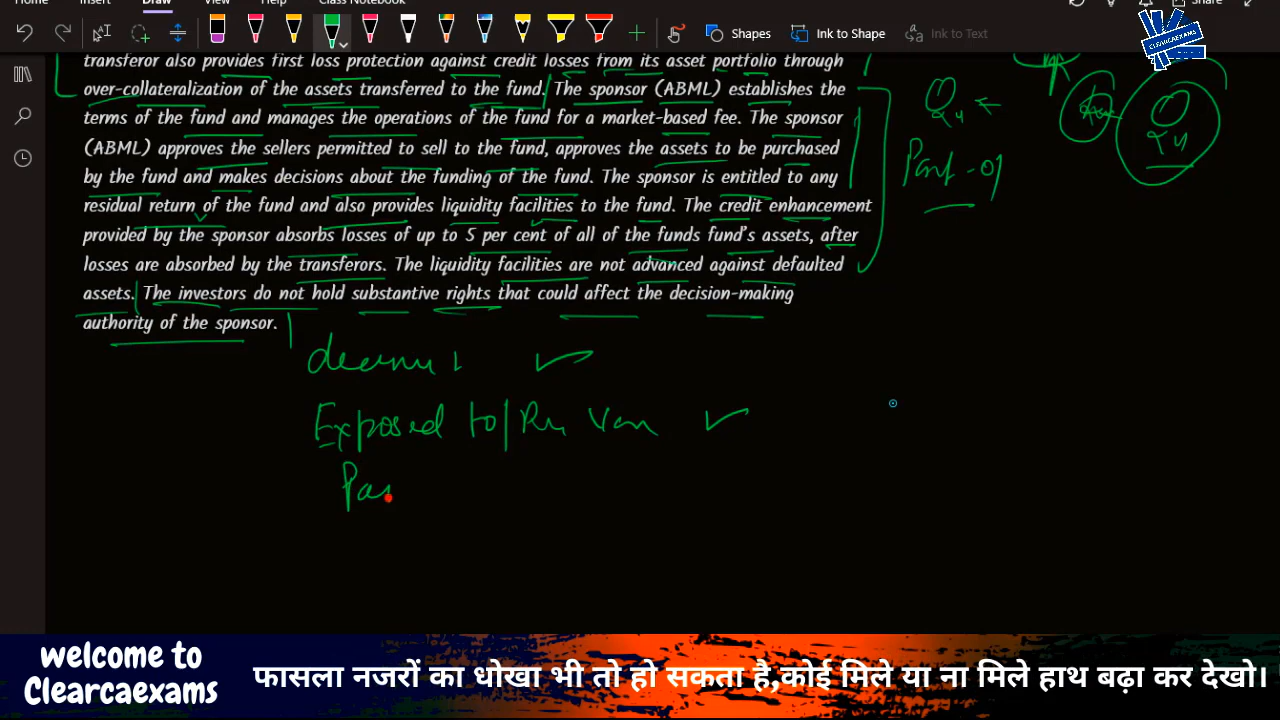 Home Draw View Help Class Notebook Share
Shapes Ink to Shape Ink to Text
CLEARCAEXAMS
transferor also provides first loss protection against credit losses from its asset portfolio through
over-collateralization of the assets transferred to the fund. The sponsor (ABML) establishes the
terms of the fund and manages the operations of the fund for a market-based fee. The sponsor
(ABML) approves the sellers permitted to sell to the fund, approves the assets to be purchased
by the fund and makes decisions about the funding of the fund. The sponsor is entitled to any
residual return of the fund and also provides liquidity facilities to the fund. The credit enhancement
provided by the sponsor absorbs losses of up to 5 per cent of all of the funds fund's assets, after
losses are absorbed by the transferors. The liquidity facilities are not advanced against defaulted
assets. The investors do not hold substantive rights that could affect the decision-making
authority of the sponsor.
Exposed to/
Pa
welcome to
Clearcaexams
फासला नजरों का धोखा भी तो हो सकता है,कोई मिले या ना मिले हाथ बढ़ा कर देखो।